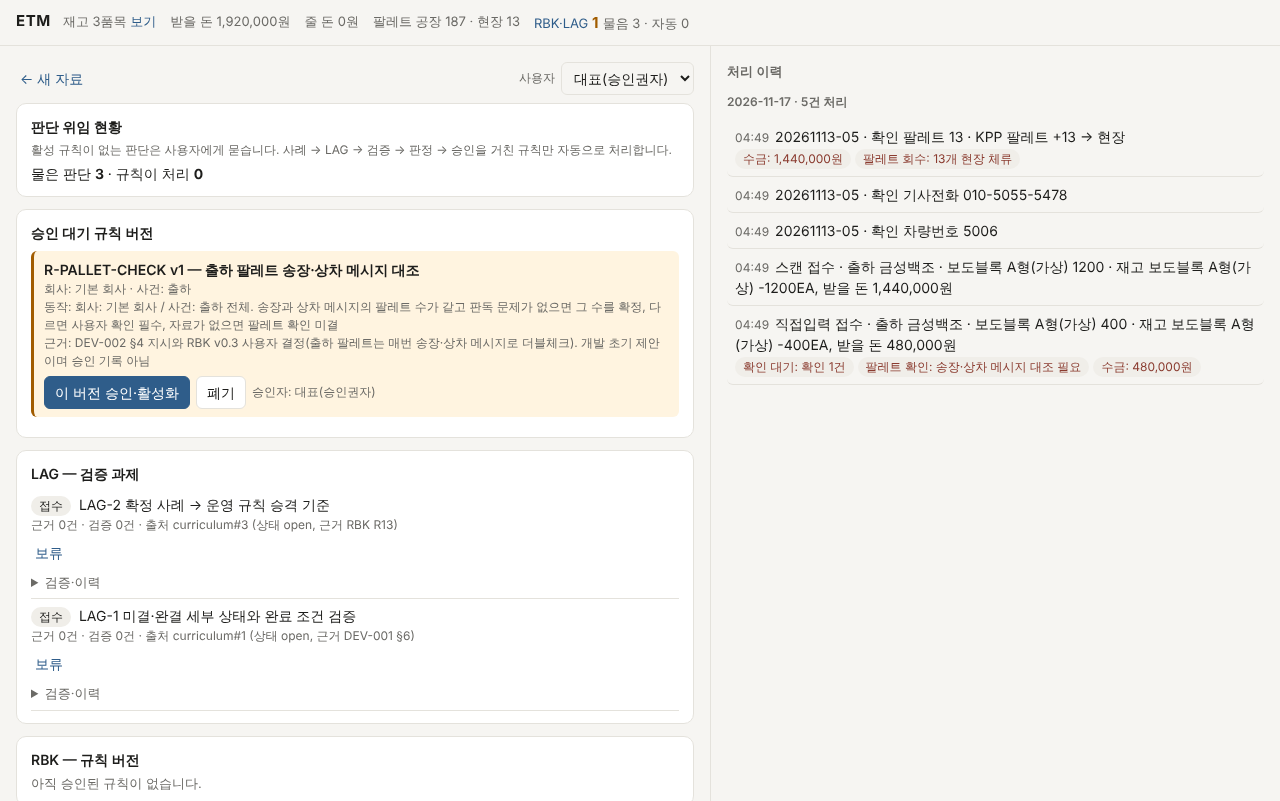 ETM 재고 3품목 보기 받을 돈 1,920,000원 줄 돈 0원 팔레트 공장 187 · 현장 13 RBK·LAG 1 물음 3 · 자동 0
← 새 자료
사용자 대표(승인권자)
판단 위임 현황
활성 규칙이 없는 판단은 사용자에게 묻습니다. 사례 → LAG → 검증 → 판정 → 승인을 거친 규칙만 자동으로 처리합니다.
물은 판단 3 · 규칙이 처리 0
승인 대기 규칙 버전
R-PALLET-CHECK v1 — 출하 팔레트 송장·상차 메시지 대조
회사: 기본 회사 · 사건: 출하
동작: 회사: 기본 회사 / 사건: 출하 전체. 송장과 상차 메시지의 팔레트 수가 같고 판독 문제가 없으면 그 수를 확정, 다
르면 사용자 확인 필수, 자료가 없으면 팔레트 확인 미결
근거: DEV-002 §4 지시와 RBK v0.3 사용자 결정(출하 팔레트는 매번 송장·상차 메시지로 더블체크). 개발 초기 제안
이며 승인 기록 아님
이 버전 승인·활성화 폐기 승인자: 대표(승인권자)
LAG — 검증 과제
접수 LAG-2 확정 사례 → 운영 규칙 승격 기준
근거 0건 · 검증 0건 · 출처 curriculum#3 (상태 open, 근거 RBK R13)
보류
▶ 검증·이력
접수 LAG-1 미결·완결 세부 상태와 완료 조건 검증
근거 0건 · 검증 0건 · 출처 curriculum#1 (상태 open, 근거 DEV-001 §6)
보류
▶ 검증·이력
RBK — 규칙 버전
아직 승인된 규칙이 없습니다.
처리 이력
2026-11-17 · 5건 처리
04:49 20261113-05 · 확인 팔레트 13 · KPP 팔레트 +13 → 현장
수금: 1,440,000원 팔레트 회수: 13개 현장 체류
04:49 20261113-05 · 확인 기사전화 010-5055-5478
04:49 20261113-05 · 확인 차량번호 5006
04:49 스캔 접수 · 출하 금성백조 · 보도블록 A형(가상) 1200 · 재고 보도블록 A형(가
상) -1200EA, 받을 돈 1,440,000원
04:49 직접입력 접수 · 출하 금성백조 · 보도블록 A형(가상) 400 · 재고 보도블록 A형
(가상) -400EA, 받을 돈 480,000원
확인 대기: 확인 1건 팔레트 확인: 송장·상차 메시지 대조 필요 수금: 480,000원